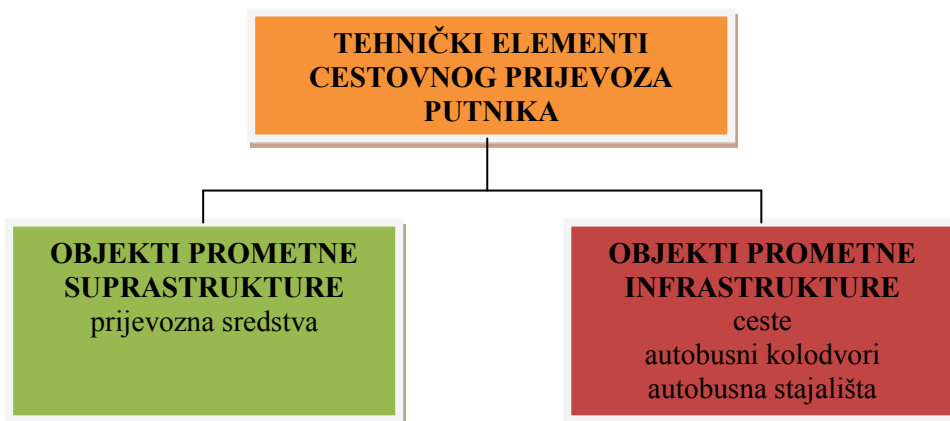 TEHNIČKI ELEMENTI
CESTOVNOG PRIJEVOZA
PUTNIKA
OBJEKTI PROMETNE
SUPRASTRUKTURE
prijevozna sredstva
OBJEKTI PROMETNE
INFRASTRUKTURE
ceste
autobusni kolodvori
autobusna stajališta